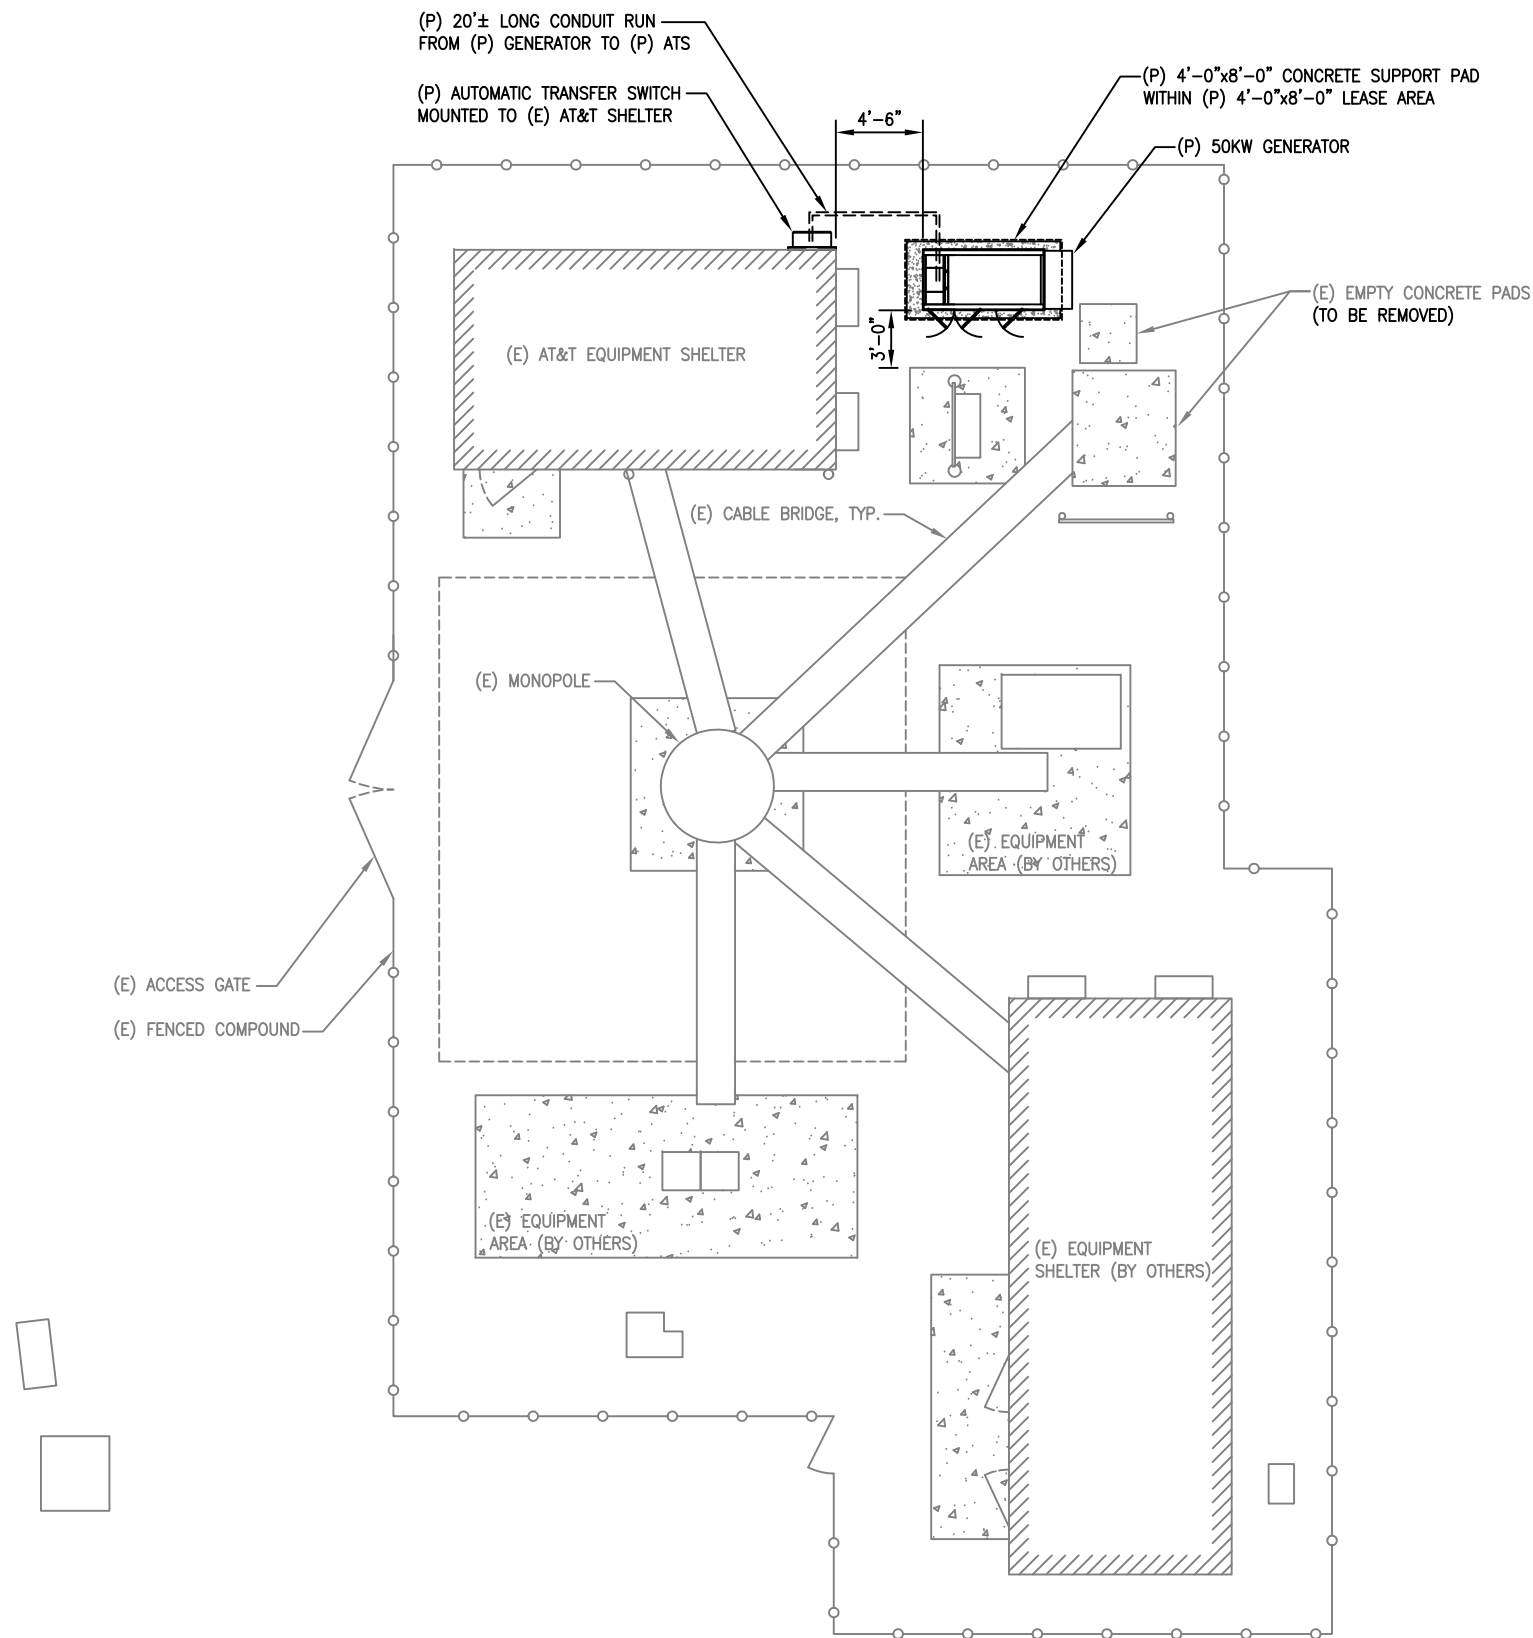 (P) 20'± LONG CONDUIT RUN
FROM (P) GENERATOR TO (P) ATS
(P) AUTOMATIC TRANSFER SWITCH
MOUNTED TO (E) AT&T SHELTER
4'-6"
(P) 4'-0"x8'-0" CONCRETE SUPPORT PAD
WITHIN (P) 4'-0"x8'-0" LEASE AREA
(P) 50KW GENERATOR
(E) EMPTY CONCRETE PADS
(TO BE REMOVED)
3'-0"
(E) AT&T EQUIPMENT SHELTER
(E) CABLE BRIDGE, TYP.
(E) MONOPOLE
(E) EQUIPMENT
AREA (BY OTHERS)
(E) ACCESS GATE
(E) FENCED COMPOUND
(E) EQUIPMENT
AREA (BY OTHERS)
(E) EQUIPMENT
SHELTER (BY OTHERS)